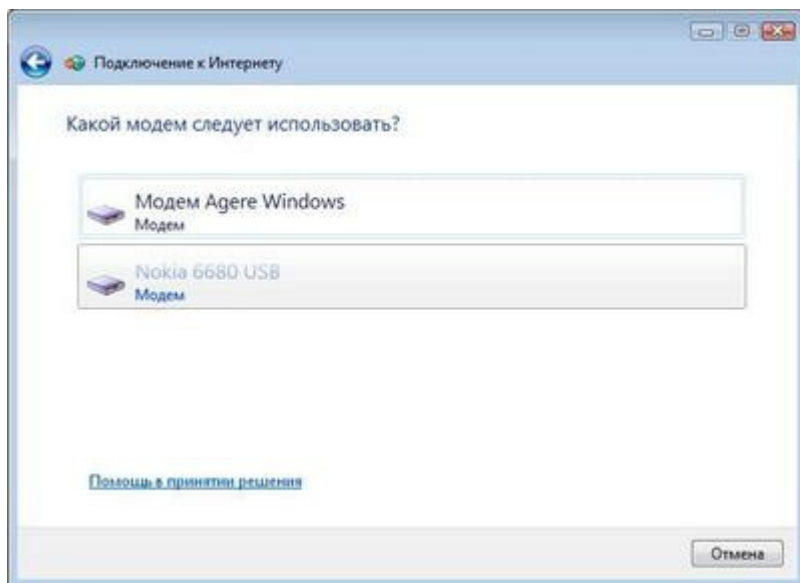 Подключение к Интернету
Какой модем следует использовать?
Модем Agere Windows
Модем
Nokia 6680 USB
Модем
Помощь в принятии решения
Отмена